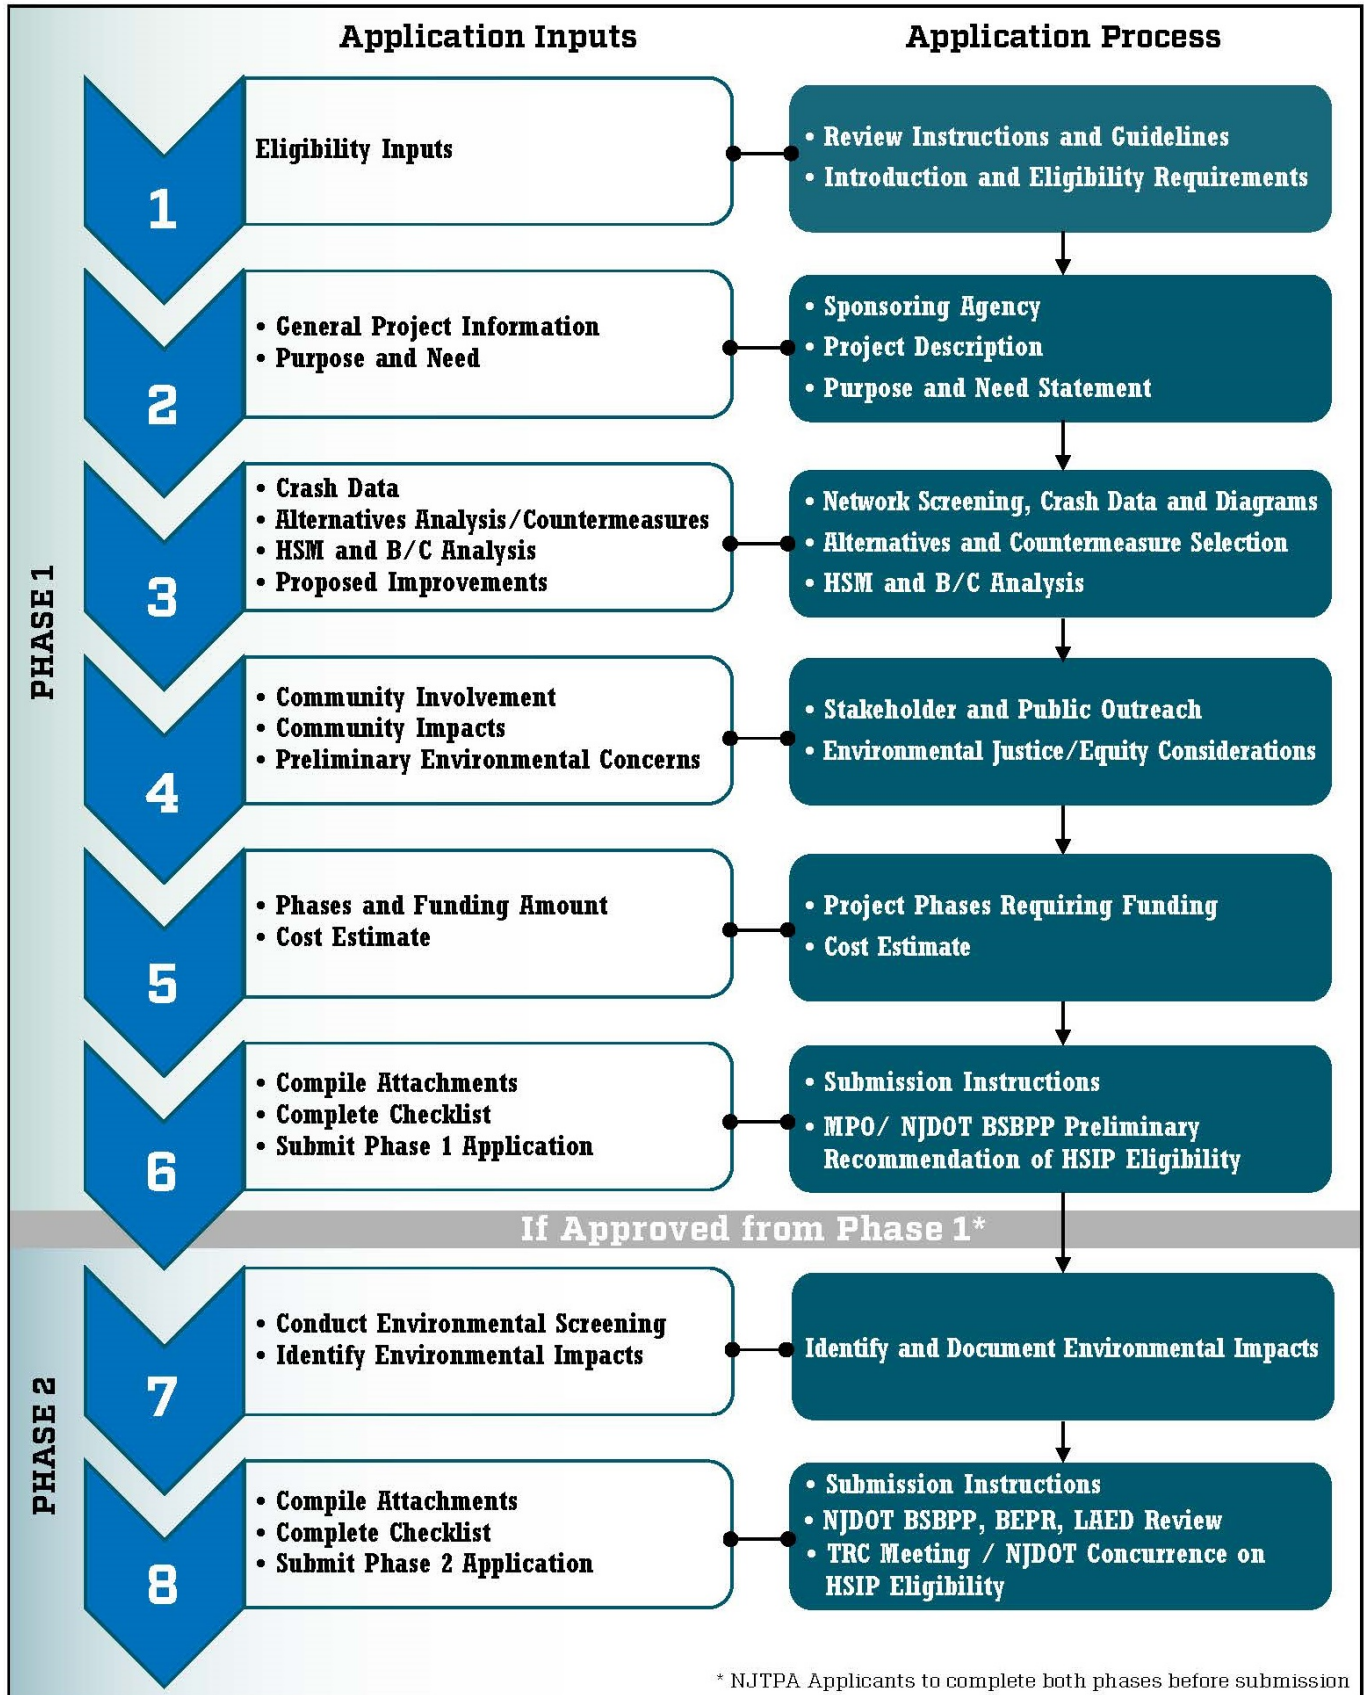 Application Inputs
Application Process
PHASE 1
1
Eligibility Inputs
• Review Instructions and Guidelines
• Introduction and Eligibility Requirements
2
• General Project Information
• Purpose and Need
• Sponsoring Agency
• Project Description
• Purpose and Need Statement
3
• Crash Data
• Alternatives Analysis/Countermeasures
• HSM and B/C Analysis
• Proposed Improvements
• Network Screening, Crash Data and Diagrams
• Alternatives and Countermeasure Selection
• HSM and B/C Analysis
4
• Community Involvement
• Community Impacts
• Preliminary Environmental Concerns
• Stakeholder and Public Outreach
• Environmental Justice/Equity Considerations
5
• Phases and Funding Amount
• Cost Estimate
• Project Phases Requiring Funding
• Cost Estimate
6
• Compile Attachments
• Complete Checklist
• Submit Phase 1 Application
• Submission Instructions
• MPO/ NJDOT BSBPP Preliminary
Recommendation of HSIP Eligibility
If Approved from Phase 1*
PHASE 2
7
• Conduct Environmental Screening
• Identify Environmental Impacts
Identify and Document Environmental Impacts
8
• Compile Attachments
• Complete Checklist
• Submit Phase 2 Application
• Submission Instructions
• NJDOT BSBPP, BEPR, LAED Review
• TRC Meeting / NJDOT Concurrence on
HSIP Eligibility
* NJTPA Applicants to complete both phases before submission